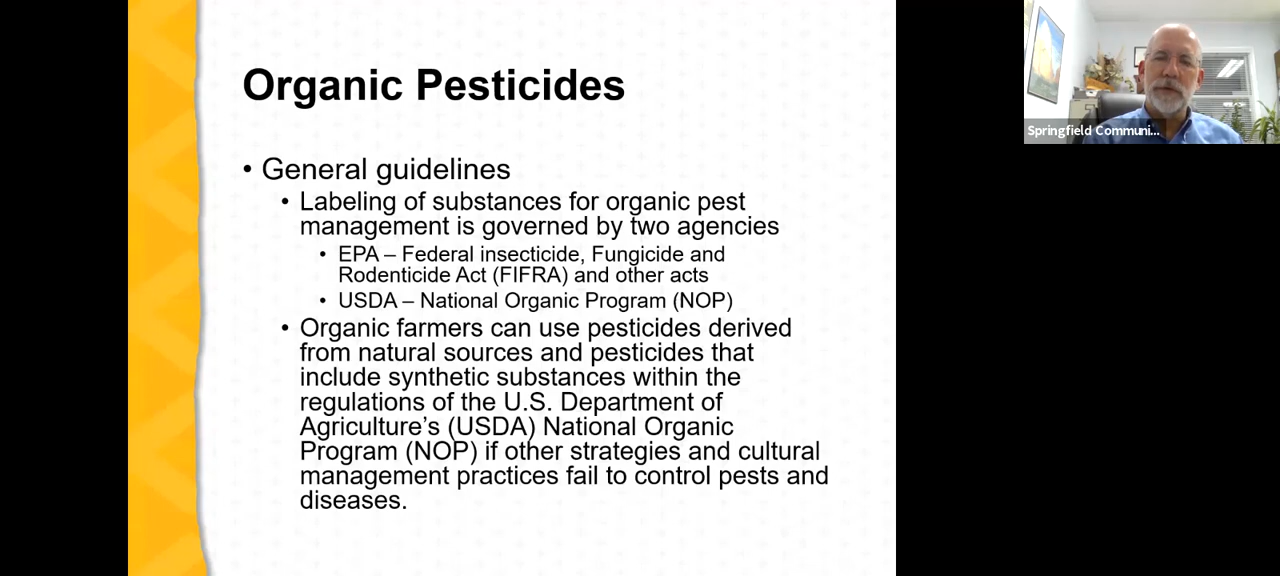 Organic Pesticides
• General guidelines
• Labeling of substances for organic pest
management is governed by two agencies
• EPA – Federal insecticide, Fungicide and
Rodenticide Act (FIFRA) and other acts
• USDA – National Organic Program (NOP)
• Organic farmers can use pesticides derived
from natural sources and pesticides that
include synthetic substances within the
regulations of the U.S. Department of
Agriculture’s (USDA) National Organic
Program (NOP) if other strategies and cultural
management practices fail to control pests and
diseases.
Springfield Communi...